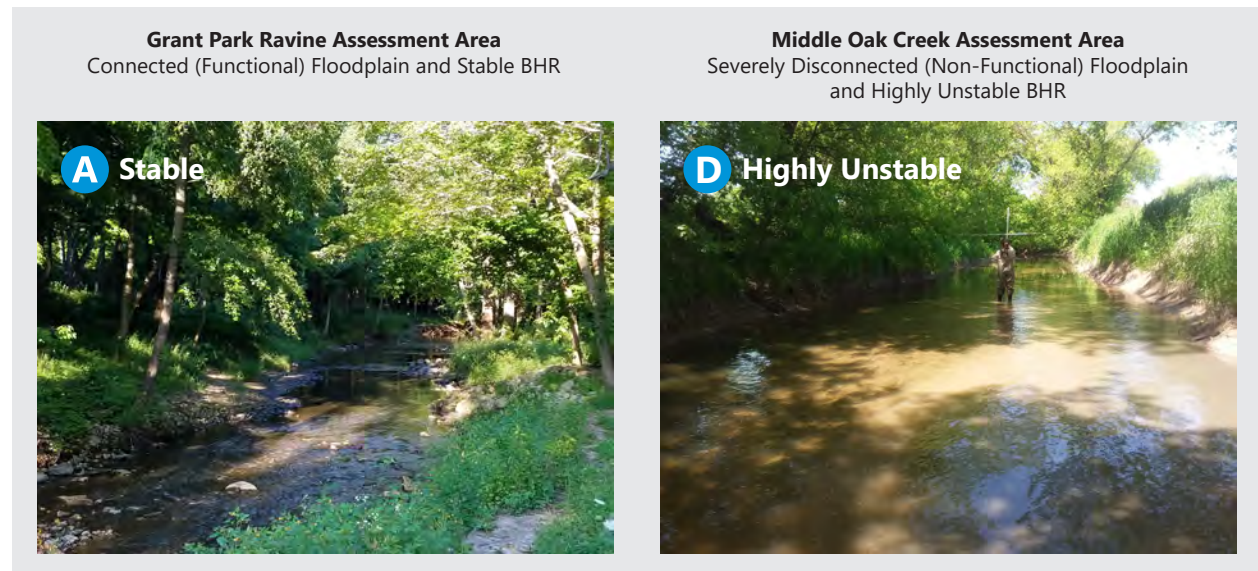 Grant Park Ravine Assessment Area
Connected (Functional) Floodplain and Stable BHR
A Stable
Middle Oak Creek Assessment Area
Severely Disconnected (Non-Functional) Floodplain
and Highly Unstable BHR
D Highly Unstable